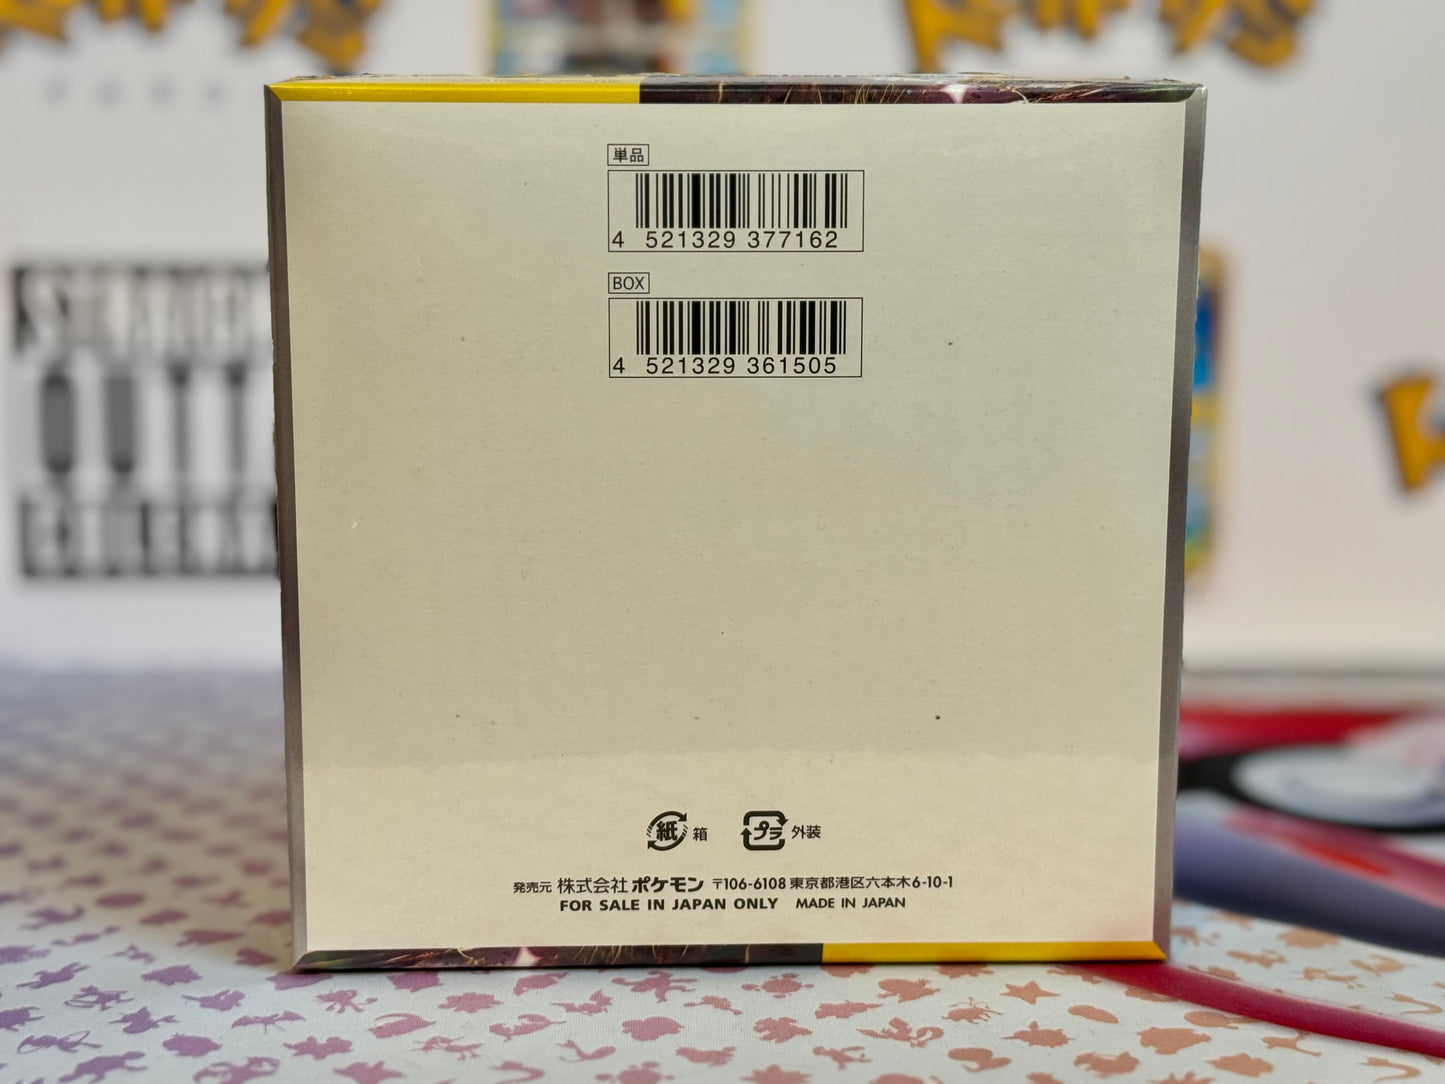 単品
4 521329 377162
BOX
4 521329 361505
紙 箱 プラ 外装
発売元 株式会社 ポケモン 〒106-6108 東京都港区六本木6-10-1
FOR SALE IN JAPAN ONLY MADE IN JAPAN